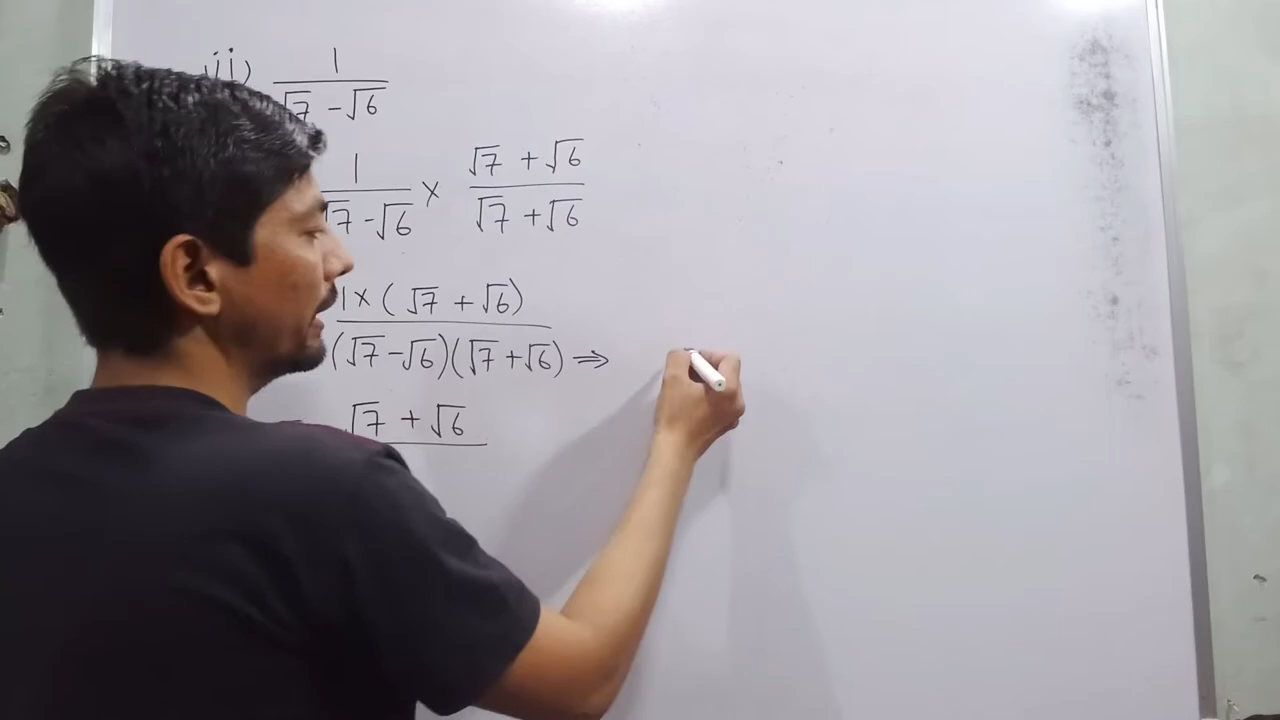 ii) 1
√7 - √6
1 × √7 + √6
√7 - √6 √7 + √6
1 × (√7 + √6)
(√7 - √6)(√7 + √6) ⇒
√7 + √6